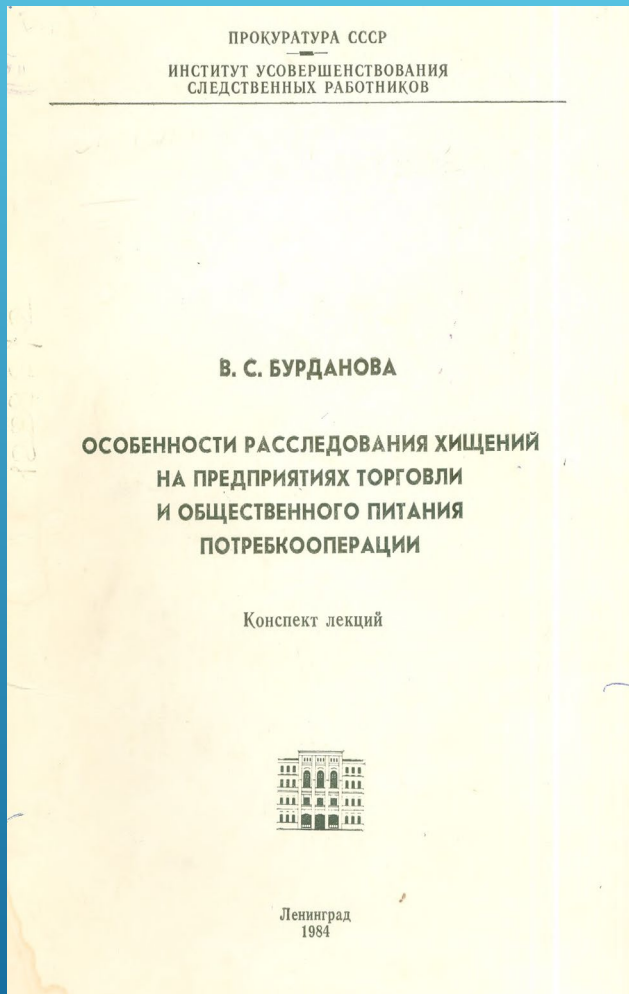 ПРОКУРАТУРА СССР
ИНСТИТУТ УСОВЕРШЕНСТВОВАНИЯ
СЛЕДСТВЕННЫХ РАБОТНИКОВ
В. С. БУРДАНОВА
ОСОБЕННОСТИ РАССЛЕДОВАНИЯ ХИЩЕНИЙ
НА ПРЕДПРИЯТИЯХ ТОРГОВЛИ
И ОБЩЕСТВЕННОГО ПИТАНИЯ
ПОТРЕБКООПЕРАЦИИ
Конспект лекций
Ленинград
1984